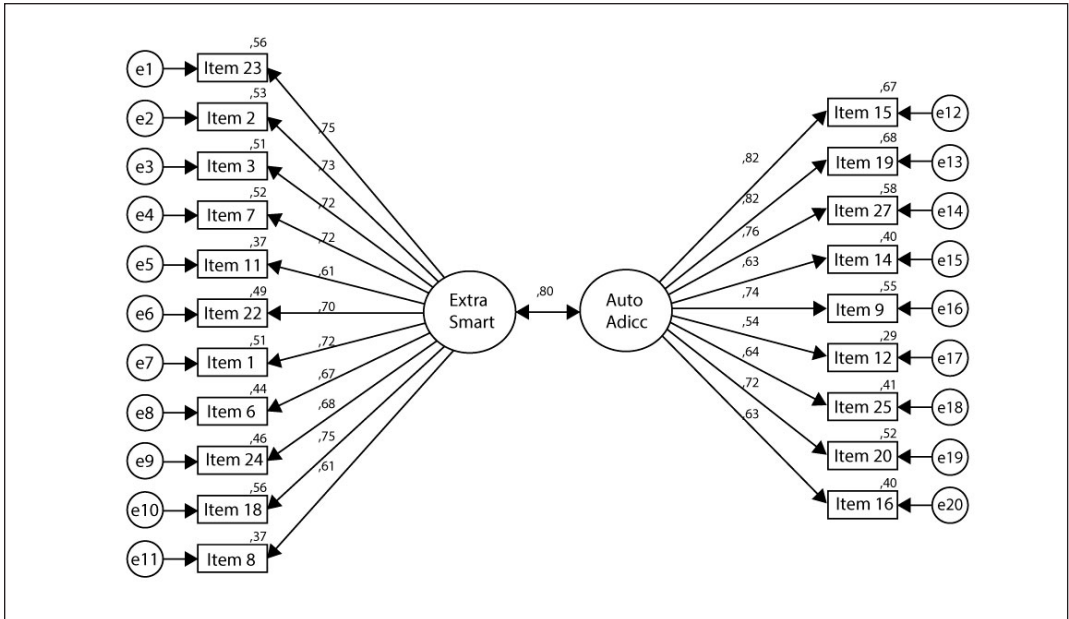 ,56
e1 Item 23
,53
e2 Item 2
,51
e3 Item 3
,52
e4 Item 7
,37
e5 Item 11
,49
e6 Item 22
,51
e7 Item 1
,44
e8 Item 6
,46
e9 Item 24
,56
e10 Item 18
,37
e11 Item 8
,75
,73
,72
,72
,61
,70
,72
,67
,68
,75
,61
Extra
Smart
,80
Auto
Adicc
,82
,82
,76
,63
,74
,54
,64
,72
,63
,67
Item 15 e12
,68
Item 19 e13
,58
Item 27 e14
,40
Item 14 e15
,55
Item 9 e16
,29
Item 12 e17
,41
Item 25 e18
,52
Item 20 e19
,40
Item 16 e20